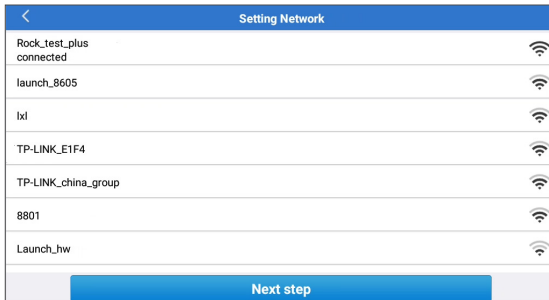 Setting Network
Rock_test_plus
connected
launch_8605
lxl
TP-LINK_E1F4
TP-LINK_china_group
8801
Launch_hw
Next step